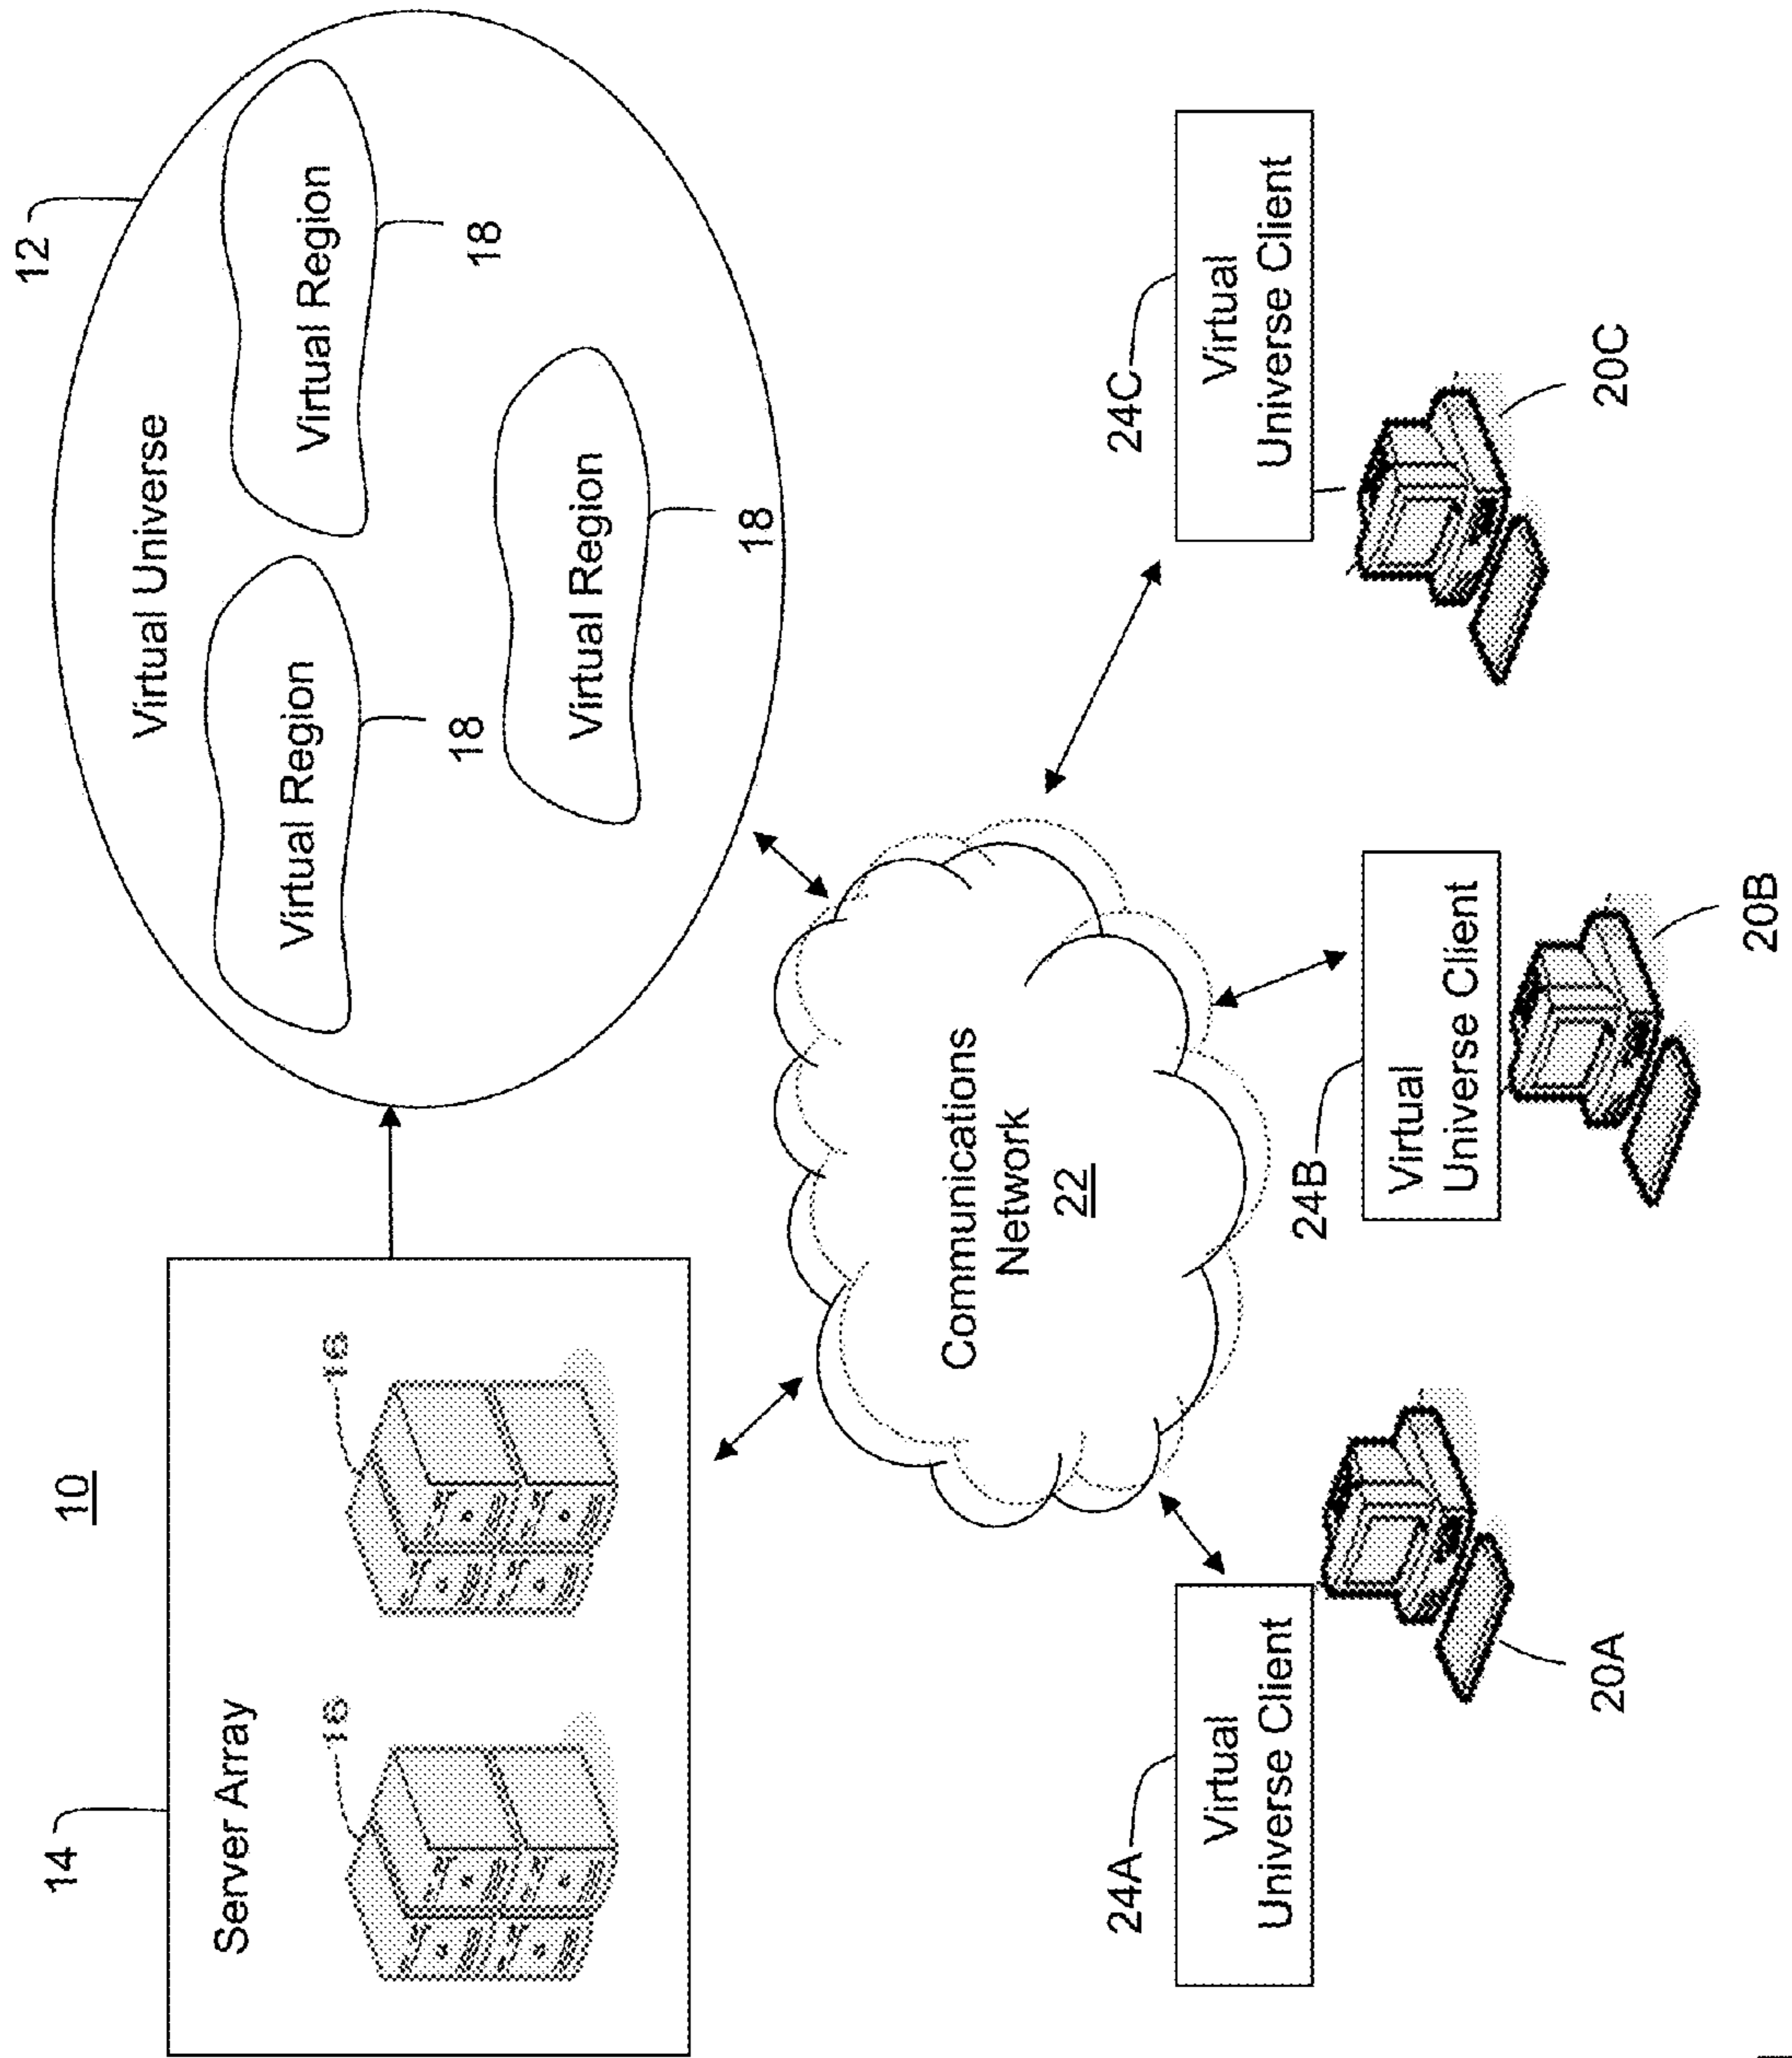 10
12
14
Server Array
16
16
Virtual Universe
Virtual Region
18
Virtual Region
18
Virtual Region
18
Communications
Network
22
24A
Virtual
Universe Client
20A
24B
Virtual
Universe Client
20B
24C
Virtual
Universe Client
20C